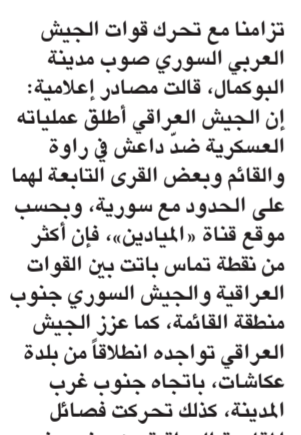 تزامنا مع تحرك قوات الجيش
العربي السوري صوب مدينة
البوكمال، قالت مصادر إعلامية:
إن الجيش العراقي أطلق عملياته
العسكرية ضدّ داعش في راوة
والقائم وبعض القرى التابعة لهما
على الحدود مع سورية، وبحسب
موقع قناة «الميادين»، فإن أكثر
من نقطة تماس باتت بين القوات
العراقية والجيش السوري جنوب
منطقة القائمة، كما عزز الجيش
العراقي تواجده انطلاقاً من بلدة
عكاشات، باتجاه جنوب غرب
المدينة، كذلك تحركت فصائل